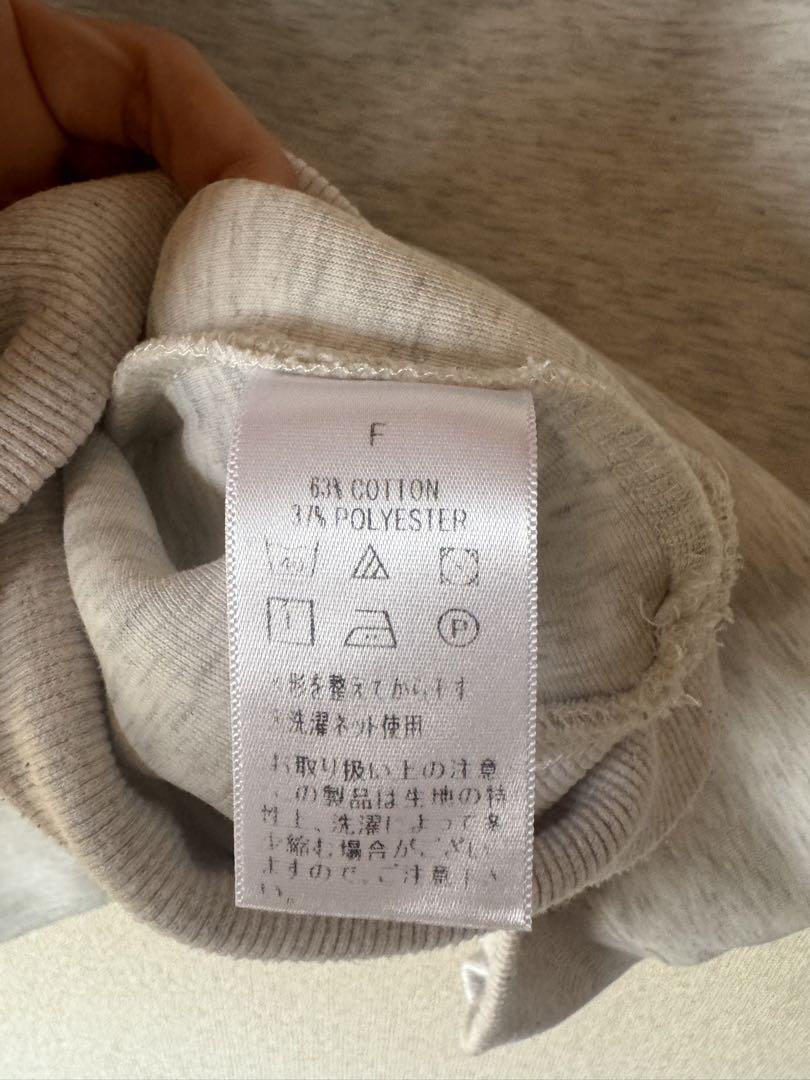 F
63% COTTON
37% POLYESTER
P
形を整えてから干す
洗濯ネット使用
お取り扱い上の注意
の製品は生地の特
性上、洗濯によって多
少縮む場合がござい
ますので、ご注意下さ
い。